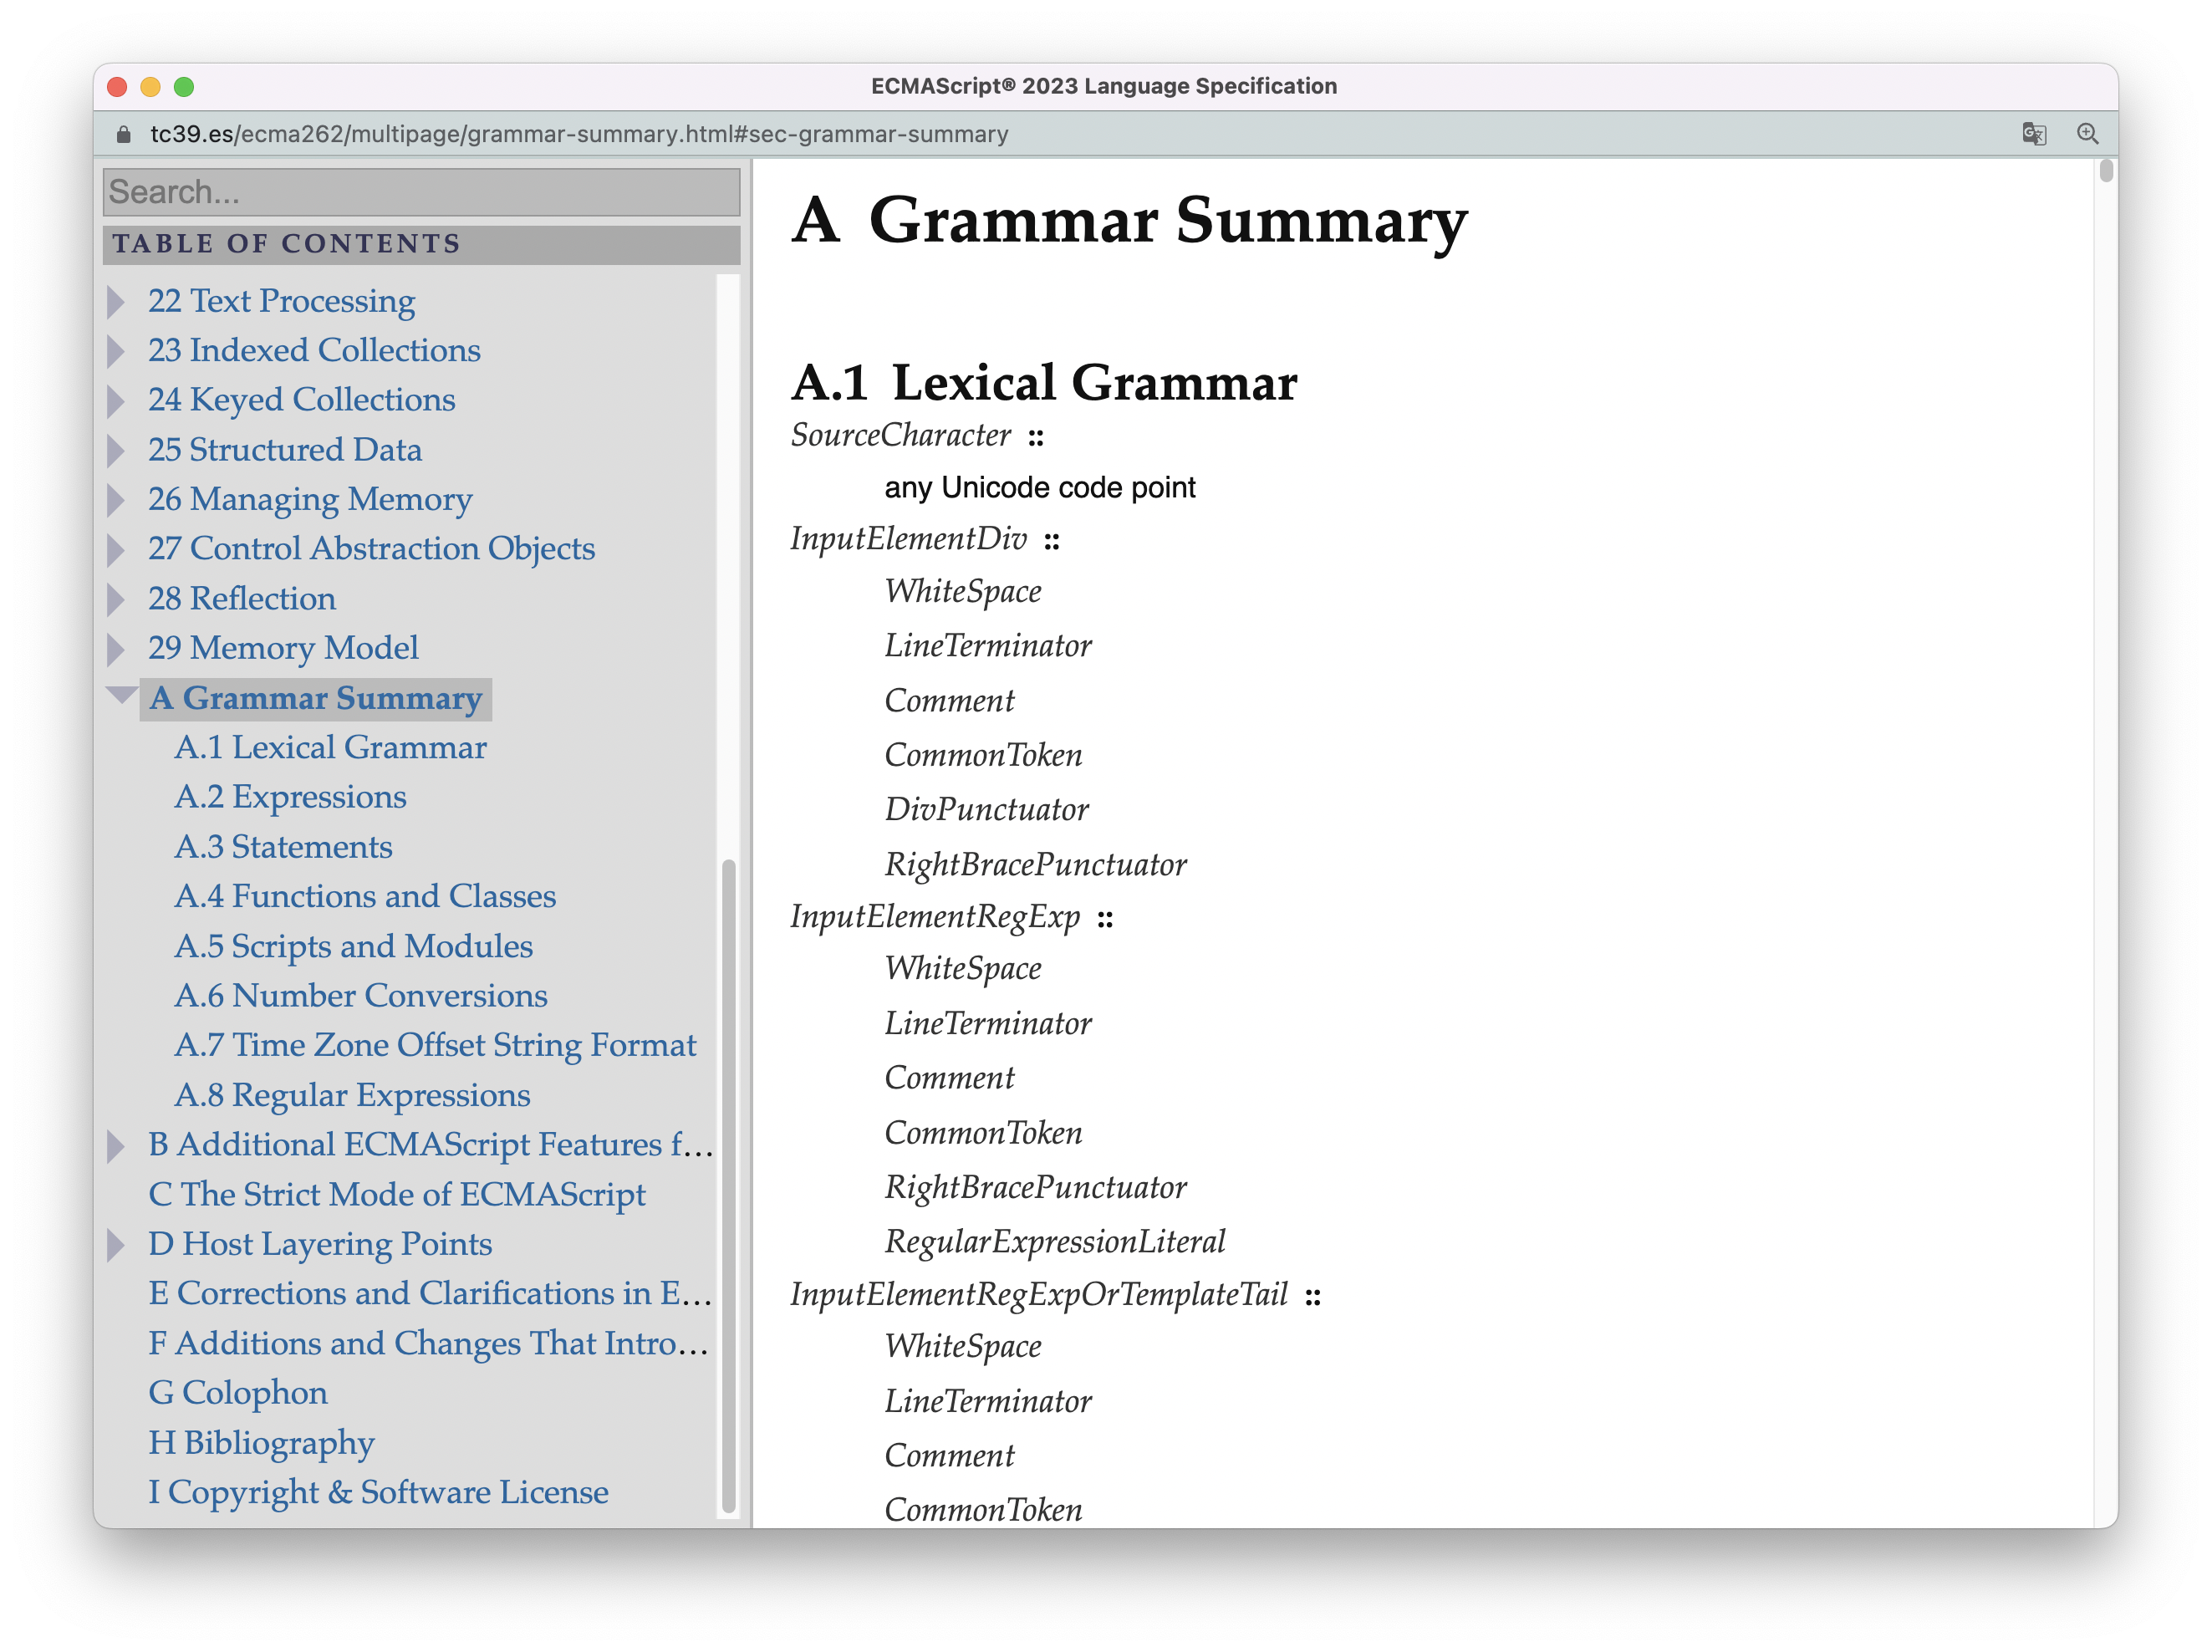 ECMAScript® 2023 Language Specification
tc39.es/ecma262/multipage/grammar-summary.html#sec-grammar-summary
Search...
TABLE OF CONTENTS
22 Text Processing
23 Indexed Collections
24 Keyed Collections
25 Structured Data
26 Managing Memory
27 Control Abstraction Objects
28 Reflection
29 Memory Model
A Grammar Summary
A.1 Lexical Grammar
A.2 Expressions
A.3 Statements
A.4 Functions and Classes
A.5 Scripts and Modules
A.6 Number Conversions
A.7 Time Zone Offset String Format
A.8 Regular Expressions
B Additional ECMAScript Features f...
C The Strict Mode of ECMAScript
D Host Layering Points
E Corrections and Clarifications in E...
F Additions and Changes That Intro...
G Colophon
H Bibliography
I Copyright & Software License
A Grammar Summary
A.1 Lexical Grammar
SourceCharacter ::
any Unicode code point
InputElementDiv ::
WhiteSpace
LineTerminator
Comment
CommonToken
DivPunctuator
RightBracePunctuator
InputElementRegExp ::
WhiteSpace
LineTerminator
Comment
CommonToken
RightBracePunctuator
RegularExpressionLiteral
InputElementRegExpOrTemplateTail ::
WhiteSpace
LineTerminator
Comment
CommonToken